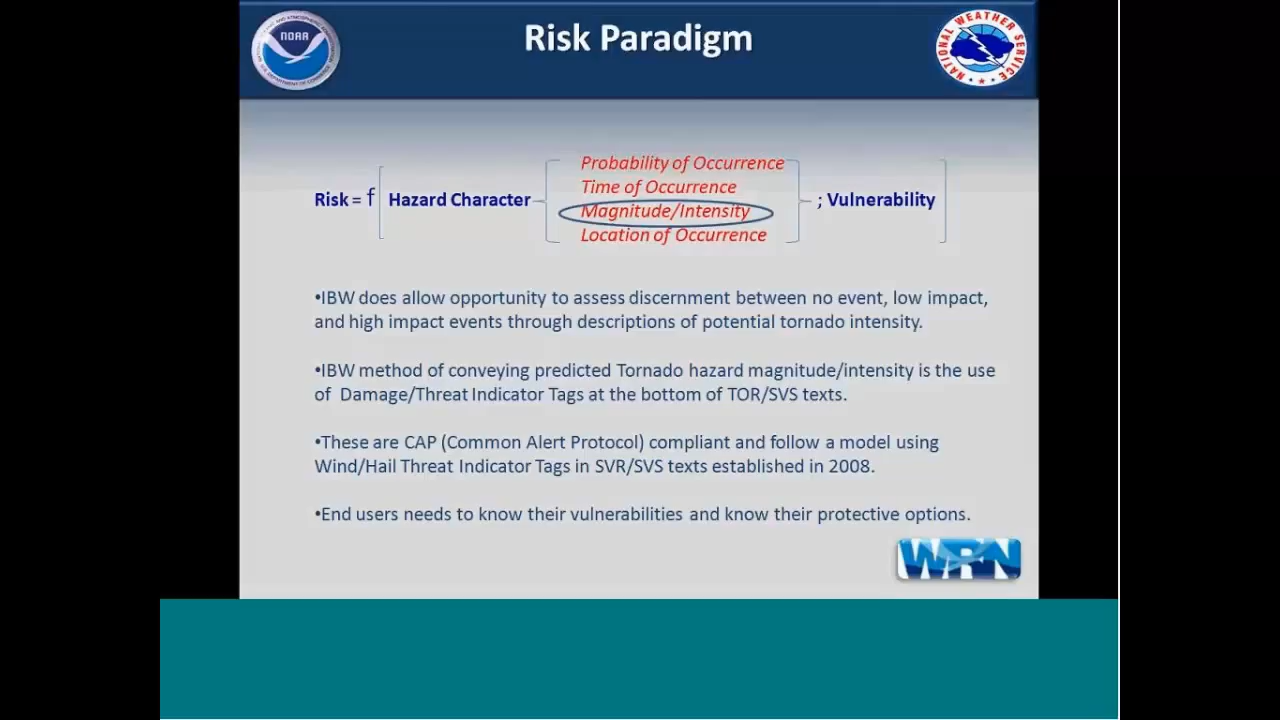 NOAA
Risk Paradigm
NATIONAL WEATHER SERVICE
Probability of Occurrence
Time of Occurrence
Risk = f Hazard Character Magnitude/Intensity ; Vulnerability
Location of Occurrence
•IBW does allow opportunity to assess discernment between no event, low impact,
and high impact events through descriptions of potential tornado intensity.
•IBW method of conveying predicted Tornado hazard magnitude/intensity is the use
of Damage/Threat Indicator Tags at the bottom of TOR/SVS texts.
•These are CAP (Common Alert Protocol) compliant and follow a model using
Wind/Hail Threat Indicator Tags in SVR/SVS texts established in 2008.
•End users needs to know their vulnerabilities and know their protective options.
WRN